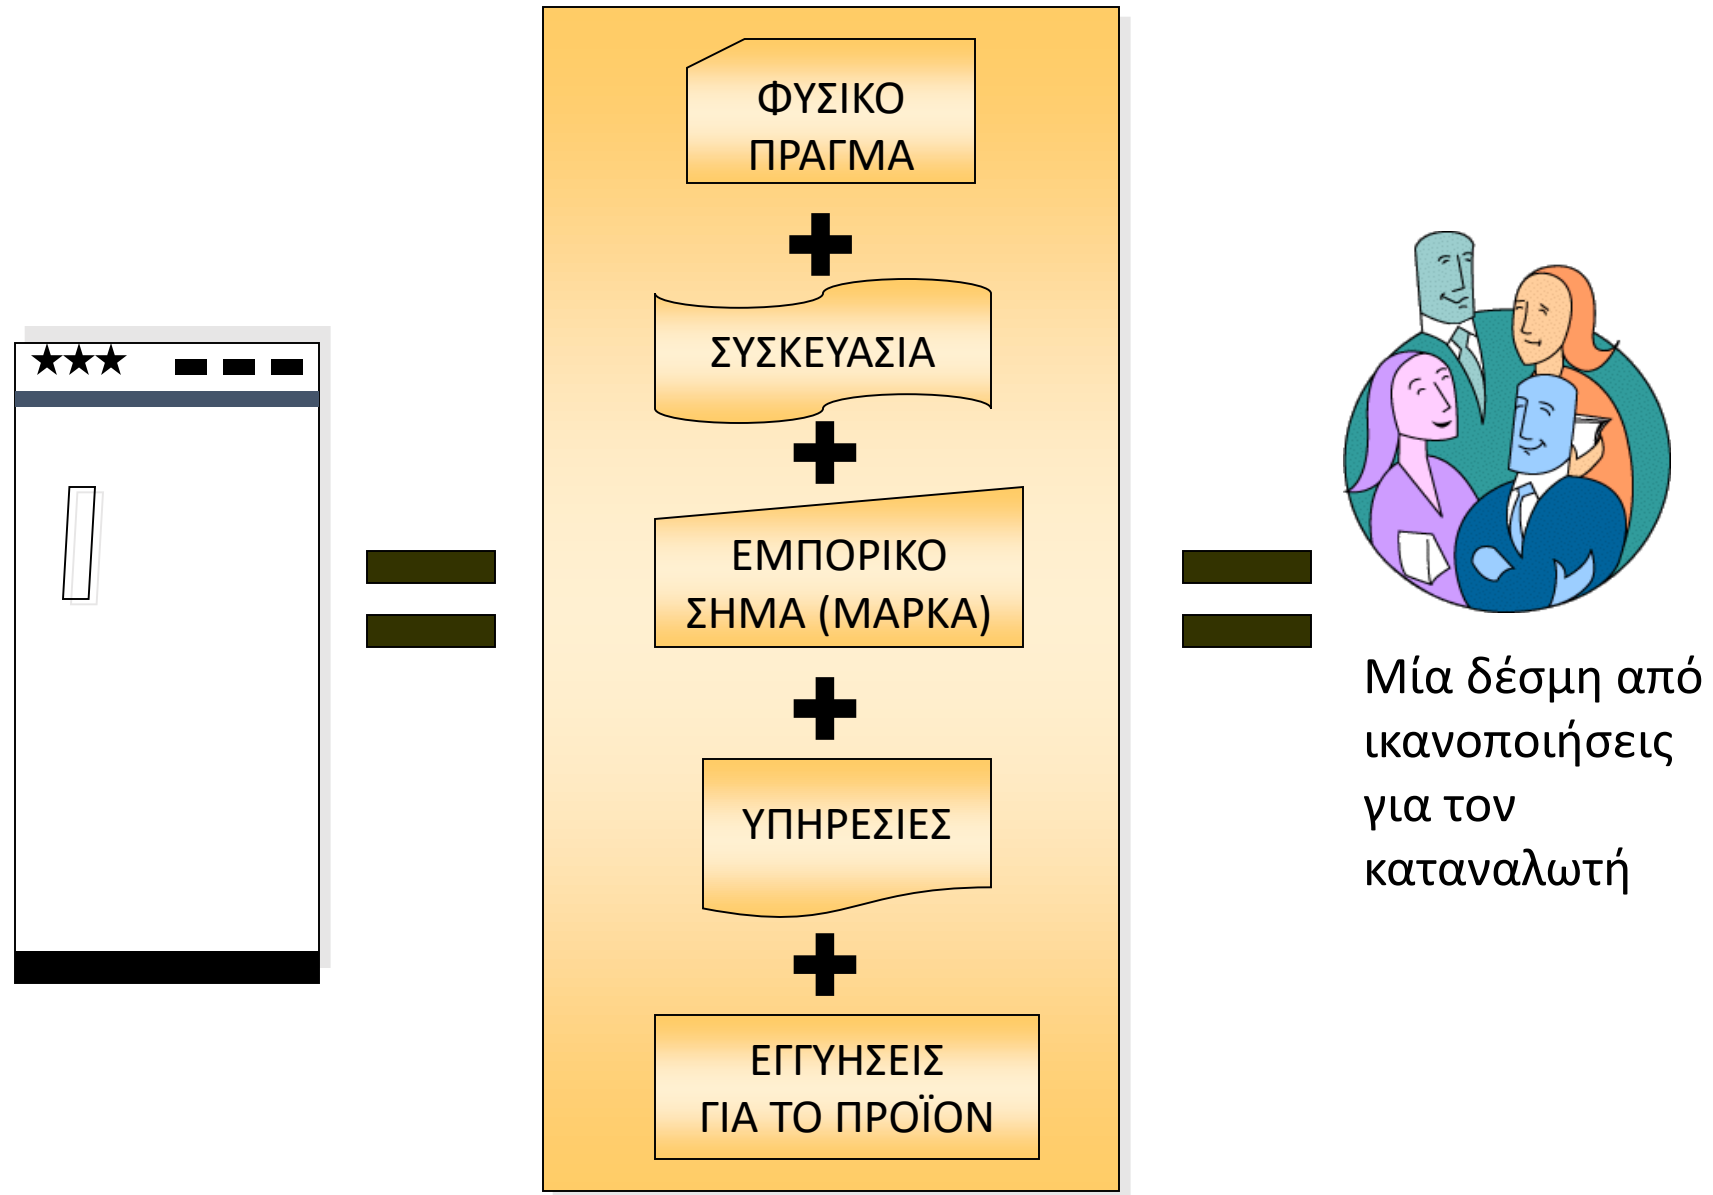 ΦΥΣΙΚΟ
ΠΡΑΓΜΑ
ΣΥΣΚΕΥΑΣΙΑ
ΕΜΠΟΡΙΚΟ
ΣΗΜΑ (ΜΑΡΚΑ)
ΥΠΗΡΕΣΙΕΣ
ΕΓΓΥΗΣΕΙΣ
ΓΙΑ ΤΟ ΠΡΟΪΟΝ
Μία δέσμη από
ικανοποιήσεις
για τον
καταναλωτή